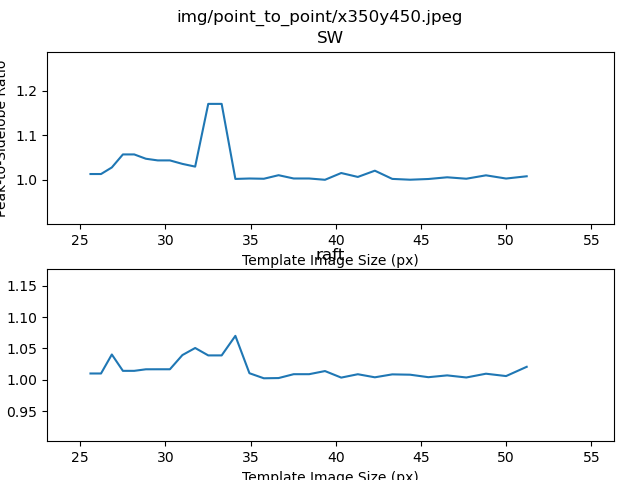 img/point_to_point/x350y450.jpeg
SW
Peak-to-Sidelobe Ratio
1.2
1.1
1.0
25 30 35 40 45 50 55
Template Image Size (px)
raft
1.15
1.10
1.05
1.00
0.95
25 30 35 40 45 50 55
Template Image Size (px)